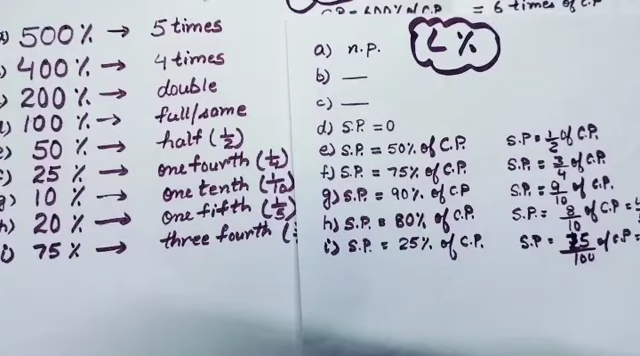 500% → 5 times
400% → 4 times
200% → double
100% → full/same
50% → half (1/2)
25% → one fourth (1/4)
10% → one tenth (1/10)
h) 20% → one fifth (1/5)
i) 75% → three fourth (
= 6 times of C.P
L %
a) n.p.
b) —
c) —
d) S.P. = 0
e) S.P. = 50% of C.P. S.P = 1/2 of C.P.
f) S.P. = 75% of C.P. S.P. = 3/4 of C.P.
g) S.P. = 90% of C.P S.P. = 9/10 of C.P.
h) S.P. = 80% of C.P. S.P. = 8/10 of C.P =
i) S.P. = 25% of C.P. S.P = 25/100 of C.P =